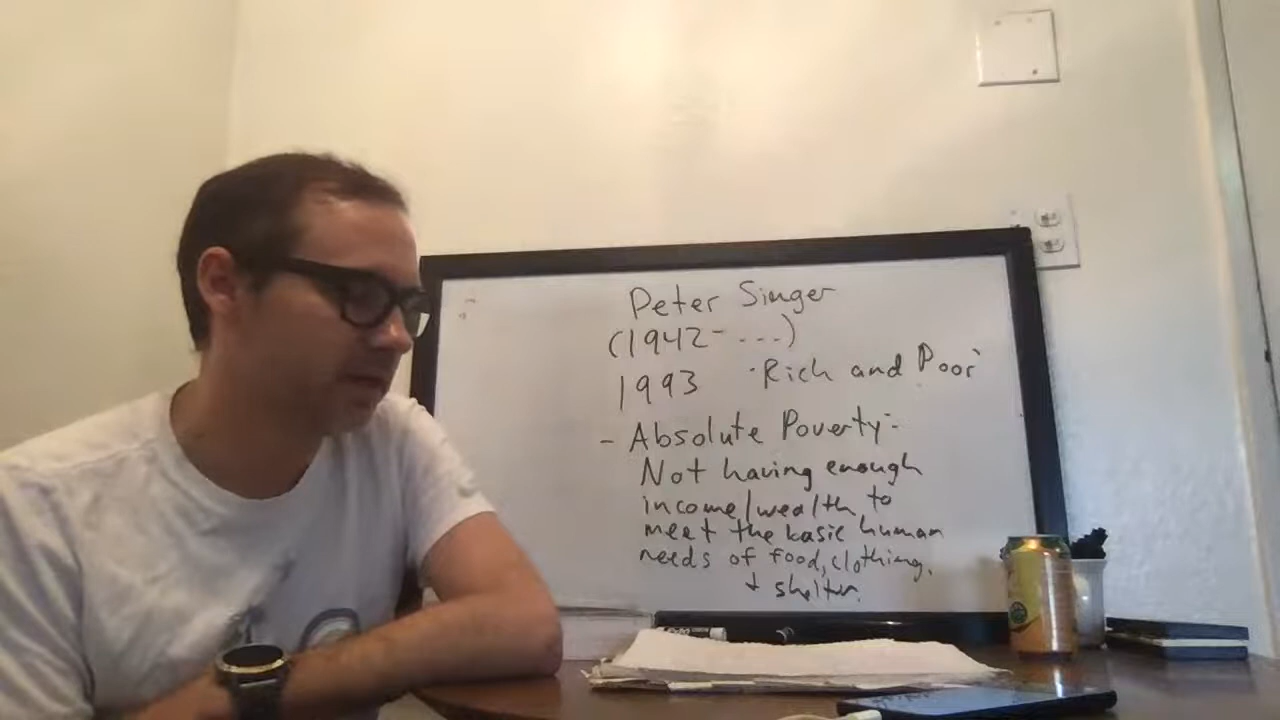 Peter Singer
(1942- ...)
1993 "Rich and Poor"
- Absolute Poverty:
Not having enough
income/wealth to
meet the basic human
needs of food, clothing,
+ shelter.